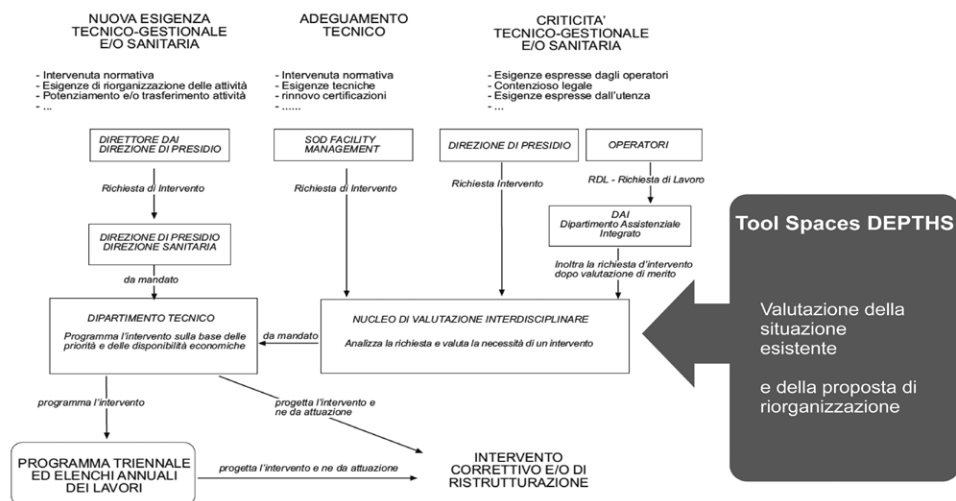 NUOVA ESIGENZA
TECNICO-GESTIONALE
E/O SANITARIA
- Intervenuta normativa
- Esigenze di riorganizzazione delle attività
- Potenziamento e/o trasferimento attività
- ...
ADEGUAMENTO
TECNICO
- Intervenuta normativa
- Esigenze tecniche
- rinnovo certificazioni
- ......
CRITICITA'
TECNICO-GESTIONALE
E/O SANITARIA
- Esigenze espresse dagli operatori
- Contenzioso legale
- Esigenze espresse dall'utenza
- ...
DIRETTORE DAI
DIREZIONE DI PRESIDIO
SOD FACILITY
MANAGEMENT
DIREZIONE DI PRESIDIO
OPERATORI
Richiesta di Intervento
Richiesta di Intervento
Richiesta Intervento
RDL - Richiesta di Lavoro
DIREZIONE DI PRESIDIO
DIREZIONE SANITARIA
DAI
Dipartimento Assistenziale
Integrato
da mandato
Inoltra la richiesta d'intervento
dopo valutazione di merito
DIPARTIMENTO TECNICO
Programma l'intervento sulla base delle
priorità e delle disponibilità economiche
da mandato
NUCLEO DI VALUTAZIONE INTERDISCIPLINARE
Analizza la richiesta e valuta la necessità di un intervento
programma l'intervento
progetta l'intervento e
ne da attuazione
PROGRAMMA TRIENNALE
ED ELENCHI ANNUALI
DEI LAVORI
progetta l'intervento e ne da attuazione
INTERVENTO
CORRETTIVO E/O DI
RISTRUTTURAZIONE
Tool Spaces DEPTHS
Valutazione della
situazione
esistente
e della proposta di
riorganizzazione